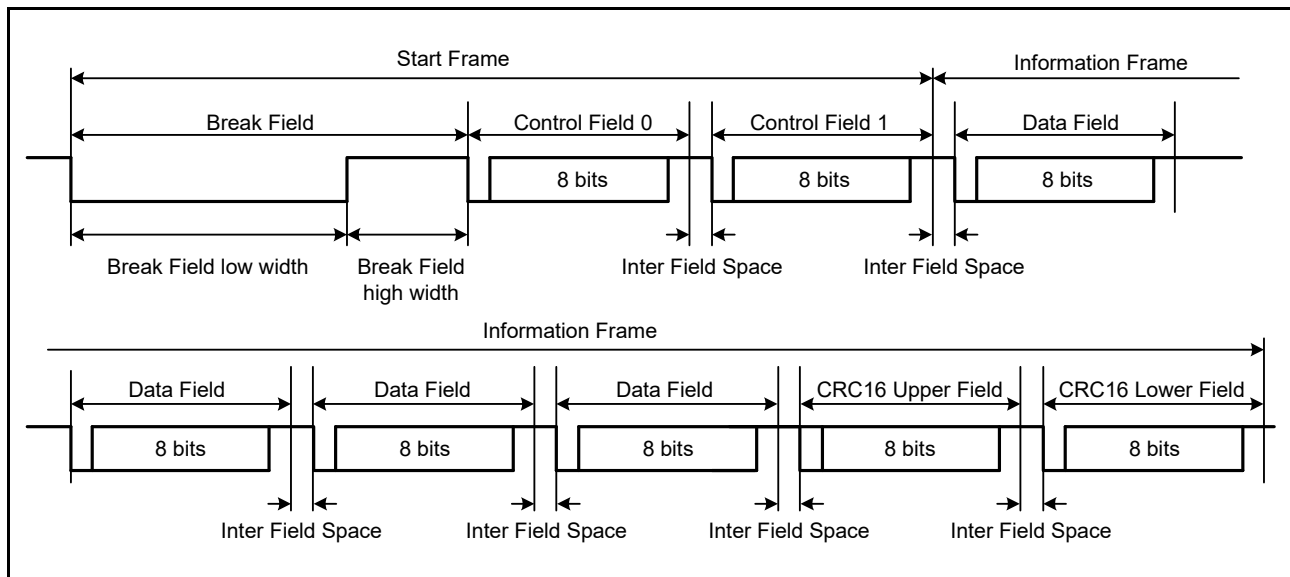 Start Frame
Information Frame
Break Field
Control Field 0
Control Field 1
Data Field
8 bits
8 bits
8 bits
Break Field low width
Break Field
high width
Inter Field Space
Inter Field Space
Information Frame
Data Field
Data Field
Data Field
CRC16 Upper Field
CRC16 Lower Field
8 bits
8 bits
8 bits
8 bits
8 bits
Inter Field Space
Inter Field Space
Inter Field Space
Inter Field Space